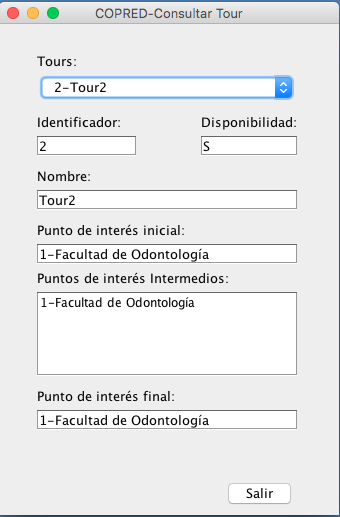 COPRED-Consultar Tour
Tours:
2-Tour2
Identificador: Disponibilidad:
2 S
Nombre:
Tour2
Punto de interés inicial:
1-Facultad de Odontología
Puntos de interés Intermedios:
1-Facultad de Odontología
Punto de interés final:
1-Facultad de Odontología
Salir